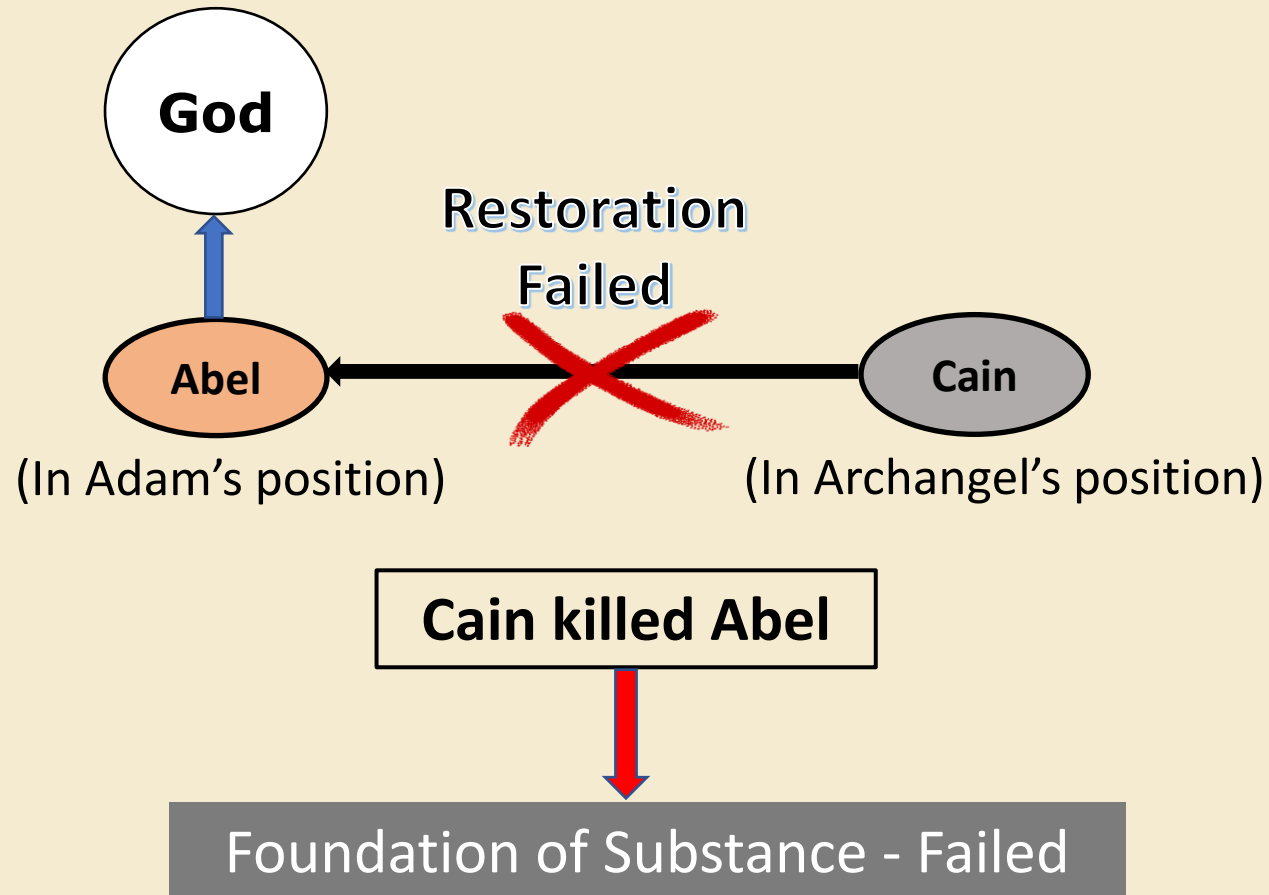 God
Restoration
Failed
Abel
Cain
(In Adam’s position)
(In Archangel’s position)
Cain killed Abel
Foundation of Substance - Failed